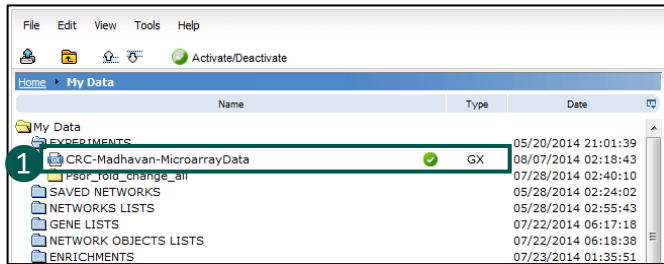 File Edit View Tools Help
Activate/Deactivate
Home My Data
Name Type Date
My Data
EXPERIMENTS 05/20/2014 21:01:39
1 CRC-Madhavan-MicroarrayData GX 08/07/2014 02:18:43
Psor_fold_change_all 07/28/2014 02:40:10
SAVED NETWORKS 05/28/2014 02:24:02
NETWORKS LISTS 05/28/2014 02:55:43
GENE LISTS 07/22/2014 06:17:18
NETWORK OBJECTS LISTS 07/22/2014 06:18:38
ENRICHMENTS 07/23/2014 01:35:51